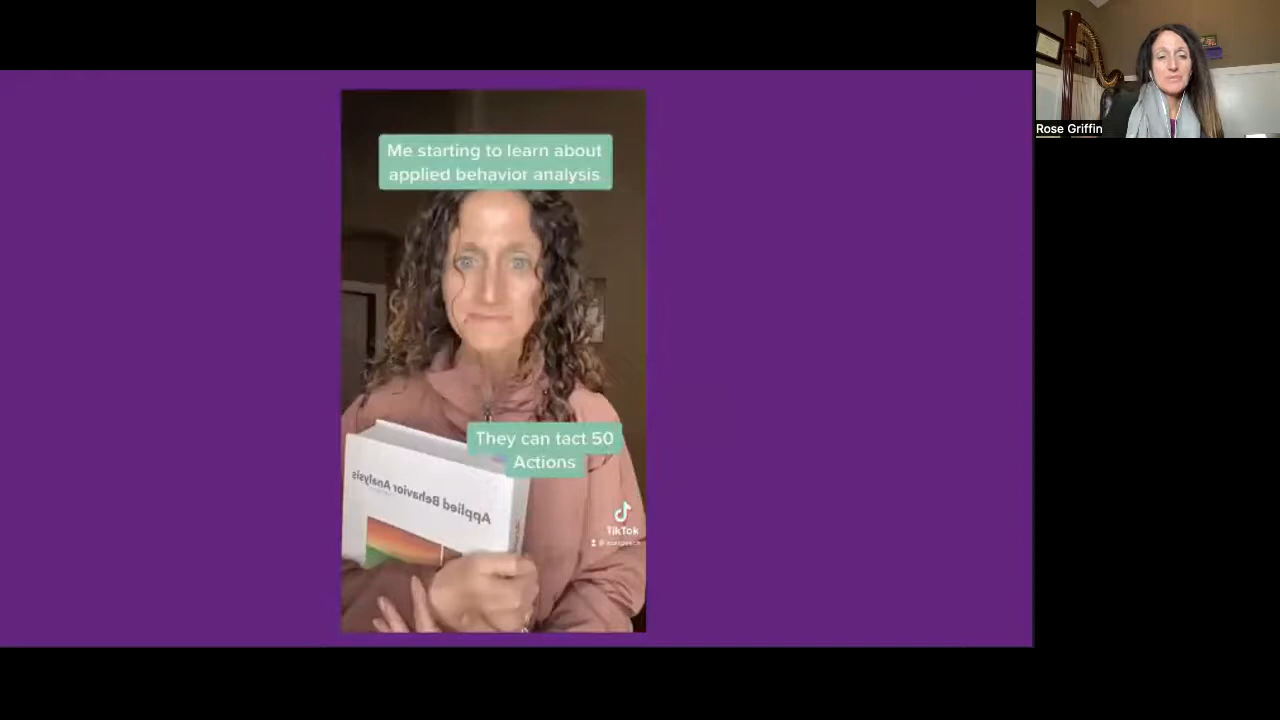 Me starting to learn about
applied behavior analysis
They can tact 50
Actions
Applied Behavior Analysis
TikTok
Rose Griffin